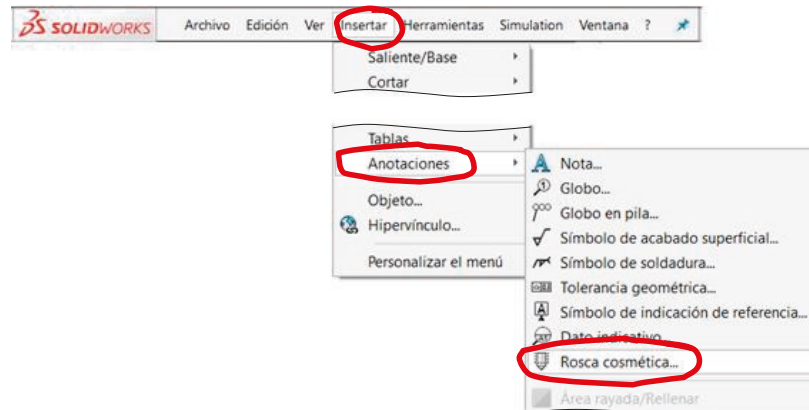 SOLIDWORKS Archivo Edición Ver Insertar Herramientas Simulation Ventana ?
Saliente/Base
Cortar
Tablas
Anotaciones
Objeto...
Hipervínculo...
Personalizar el menú
Nota...
Globo...
Globo en pila...
Símbolo de acabado superficial...
Símbolo de soldadura...
Tolerancia geométrica...
Símbolo de indicación de referencia...
Dato indicativo...
Rosca cosmética...
Área rayada/Rellenar